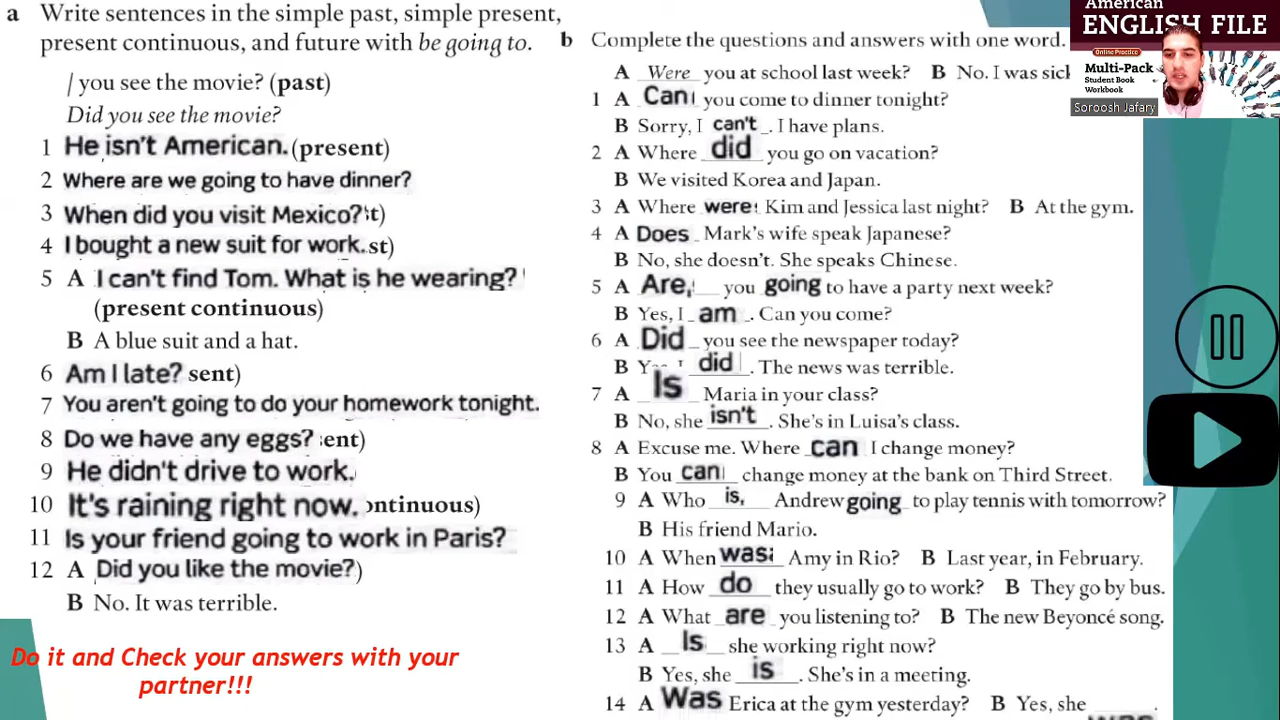 a Write sentences in the simple past, simple present,
present continuous, and future with be going to.
/ you see the movie? (past)
Did you see the movie?
1 He isn't American. (present)
2 Where are we going to have dinner?
3 When did you visit Mexico? t)
4 I bought a new suit for work. st)
5 A I can't find Tom. What is he wearing?
(present continuous)
B A blue suit and a hat.
6 Am I late? sent)
7 You aren't going to do your homework tonight.
8 Do we have any eggs? ent)
9 He didn't drive to work.
10 It's raining right now. ontinuous)
11 Is your friend going to work in Paris?
12 A Did you like the movie? )
B No. It was terrible.
Do it and Check your answers with your
partner!!!
b Complete the questions and answers with one word.
A Were you at school last week? B No. I was sick
1 A Can you come to dinner tonight?
B Sorry, I can't . I have plans.
2 A Where did you go on vacation?
B We visited Korea and Japan.
3 A Where were Kim and Jessica last night? B At the gym.
4 A Does Mark's wife speak Japanese?
B No, she doesn't. She speaks Chinese.
5 A Are you going to have a party next week?
B Yes, I am . Can you come?
6 A Did you see the newspaper today?
B did . The news was terrible.
7 A Is Maria in your class?
B No, she isn't . She's in Luisa's class.
8 A Excuse me. Where can I change money?
B You can change money at the bank on Third Street.
9 A Who is Andrew going to play tennis with tomorrow?
B His friend Mario.
10 A When was Amy in Rio? B Last year, in February.
11 A How do they usually go to work? B They go by bus.
12 A What are you listening to? B The new Beyoncé song.
13 A Is she working right now?
B Yes, she is . She's in a meeting.
14 A Was Erica at the gym yesterday? B Yes, she
American
ENGLISH FILE
Online Practice
Multi-Pack
Student Book
Workbook
Soroosh Jafary